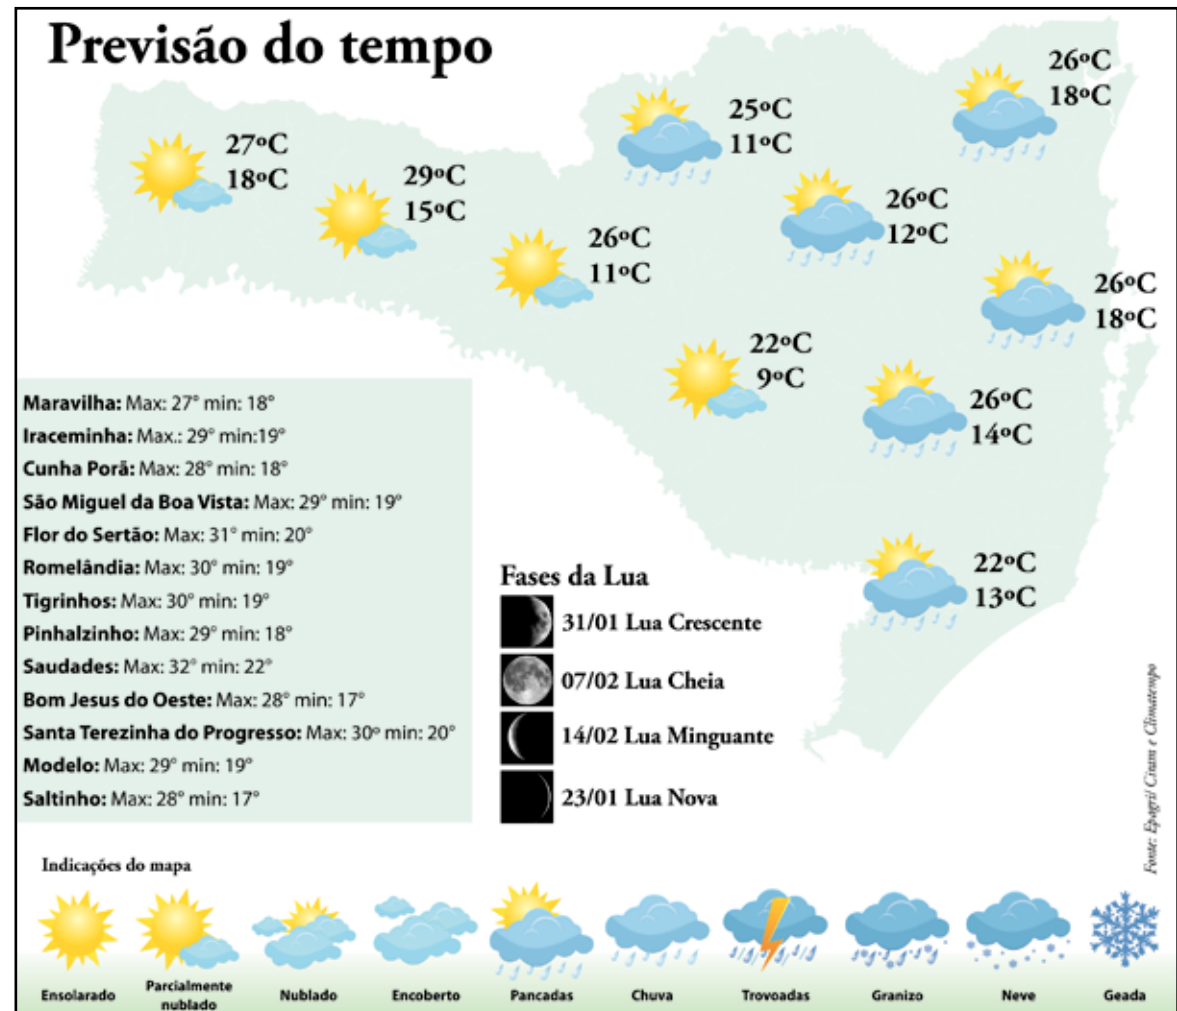 Previsão do tempo
27ºC
18ºC
29ºC
15ºC
26ºC
11ºC
25ºC
11ºC
26ºC
18ºC
26ºC
12ºC
26ºC
18ºC
22ºC
9ºC
26ºC
14ºC
22ºC
13ºC
Maravilha: Max: 27° min: 18°
Iraceminha: Max.: 29° min:19°
Cunha Porã: Max: 28° min: 18°
São Miguel da Boa Vista: Max: 29° min: 19°
Flor do Sertão: Max: 31° min: 20°
Romelândia: Max: 30° min: 19°
Tigrinhos: Max: 30° min: 19°
Pinhalzinho: Max: 29° min: 18°
Saudades: Max: 32° min: 22°
Bom Jesus do Oeste: Max: 28° min: 17°
Santa Terezinha do Progresso: Max: 30º min: 20°
Modelo: Max: 29° min: 19°
Saltinho: Max: 28° min: 17°
Fases da Lua
31/01 Lua Crescente
07/02 Lua Cheia
14/02 Lua Minguante
23/01 Lua Nova
Fonte: Epagri/ Ciram e Climatempo
Indicações do mapa
Ensolarado
Parcialmente
nublado
Nublado
Encoberto
Pancadas
Chuva
Trovoadas
Granizo
Neve
Geada